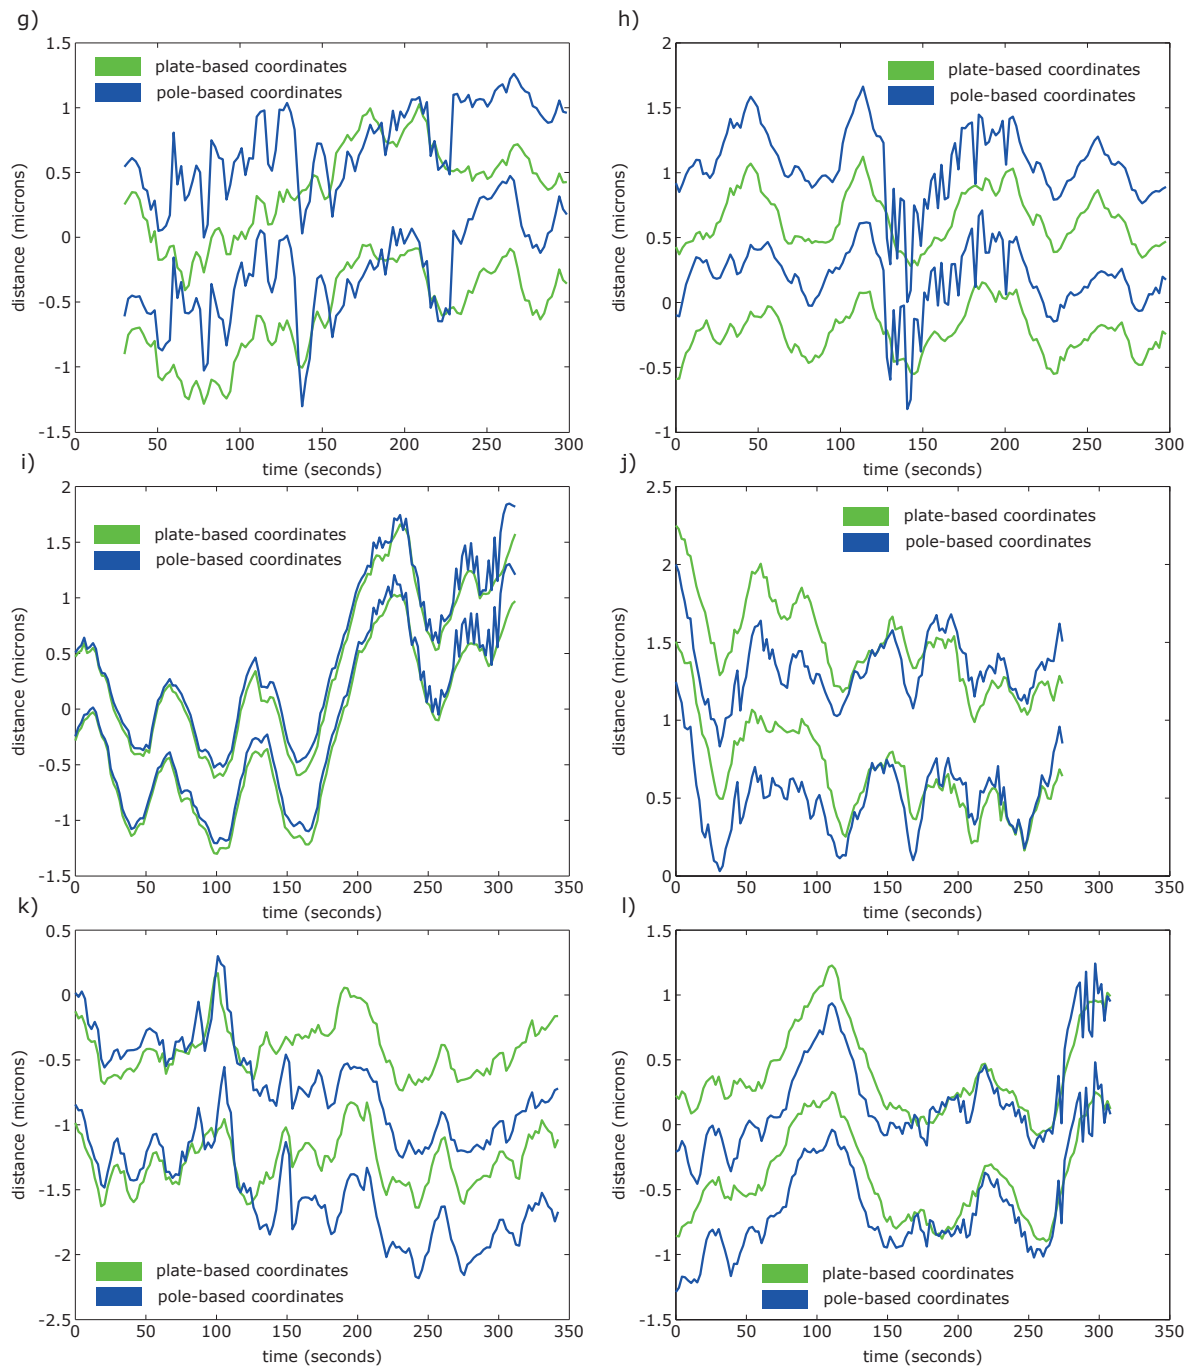 g)
1.5
1
0.5
0
-0.5
-1
-1.5
distance (microns)
plate-based coordinates
pole-based coordinates
0 50 100 150 200 250 300
time (seconds)
h)
2
1.5
1
0.5
0
-0.5
-1
distance (microns)
plate-based coordinates
pole-based coordinates
0 50 100 150 200 250 300
time (seconds)
i)
2
1.5
1
0.5
0
-0.5
-1
-1.5
distance (microns)
plate-based coordinates
pole-based coordinates
0 50 100 150 200 250 300 350
time (seconds)
j)
2.5
2
1.5
1
0.5
0
distance (microns)
plate-based coordinates
pole-based coordinates
0 50 100 150 200 250 300 350
time (seconds)
k)
0.5
0
-0.5
-1
-1.5
-2
-2.5
distance (microns)
plate-based coordinates
pole-based coordinates
0 50 100 150 200 250 300 350
time (seconds)
l)
1.5
1
0.5
0
-0.5
-1
-1.5
distance (microns)
plate-based coordinates
pole-based coordinates
0 50 100 150 200 250 300 350
time (seconds)